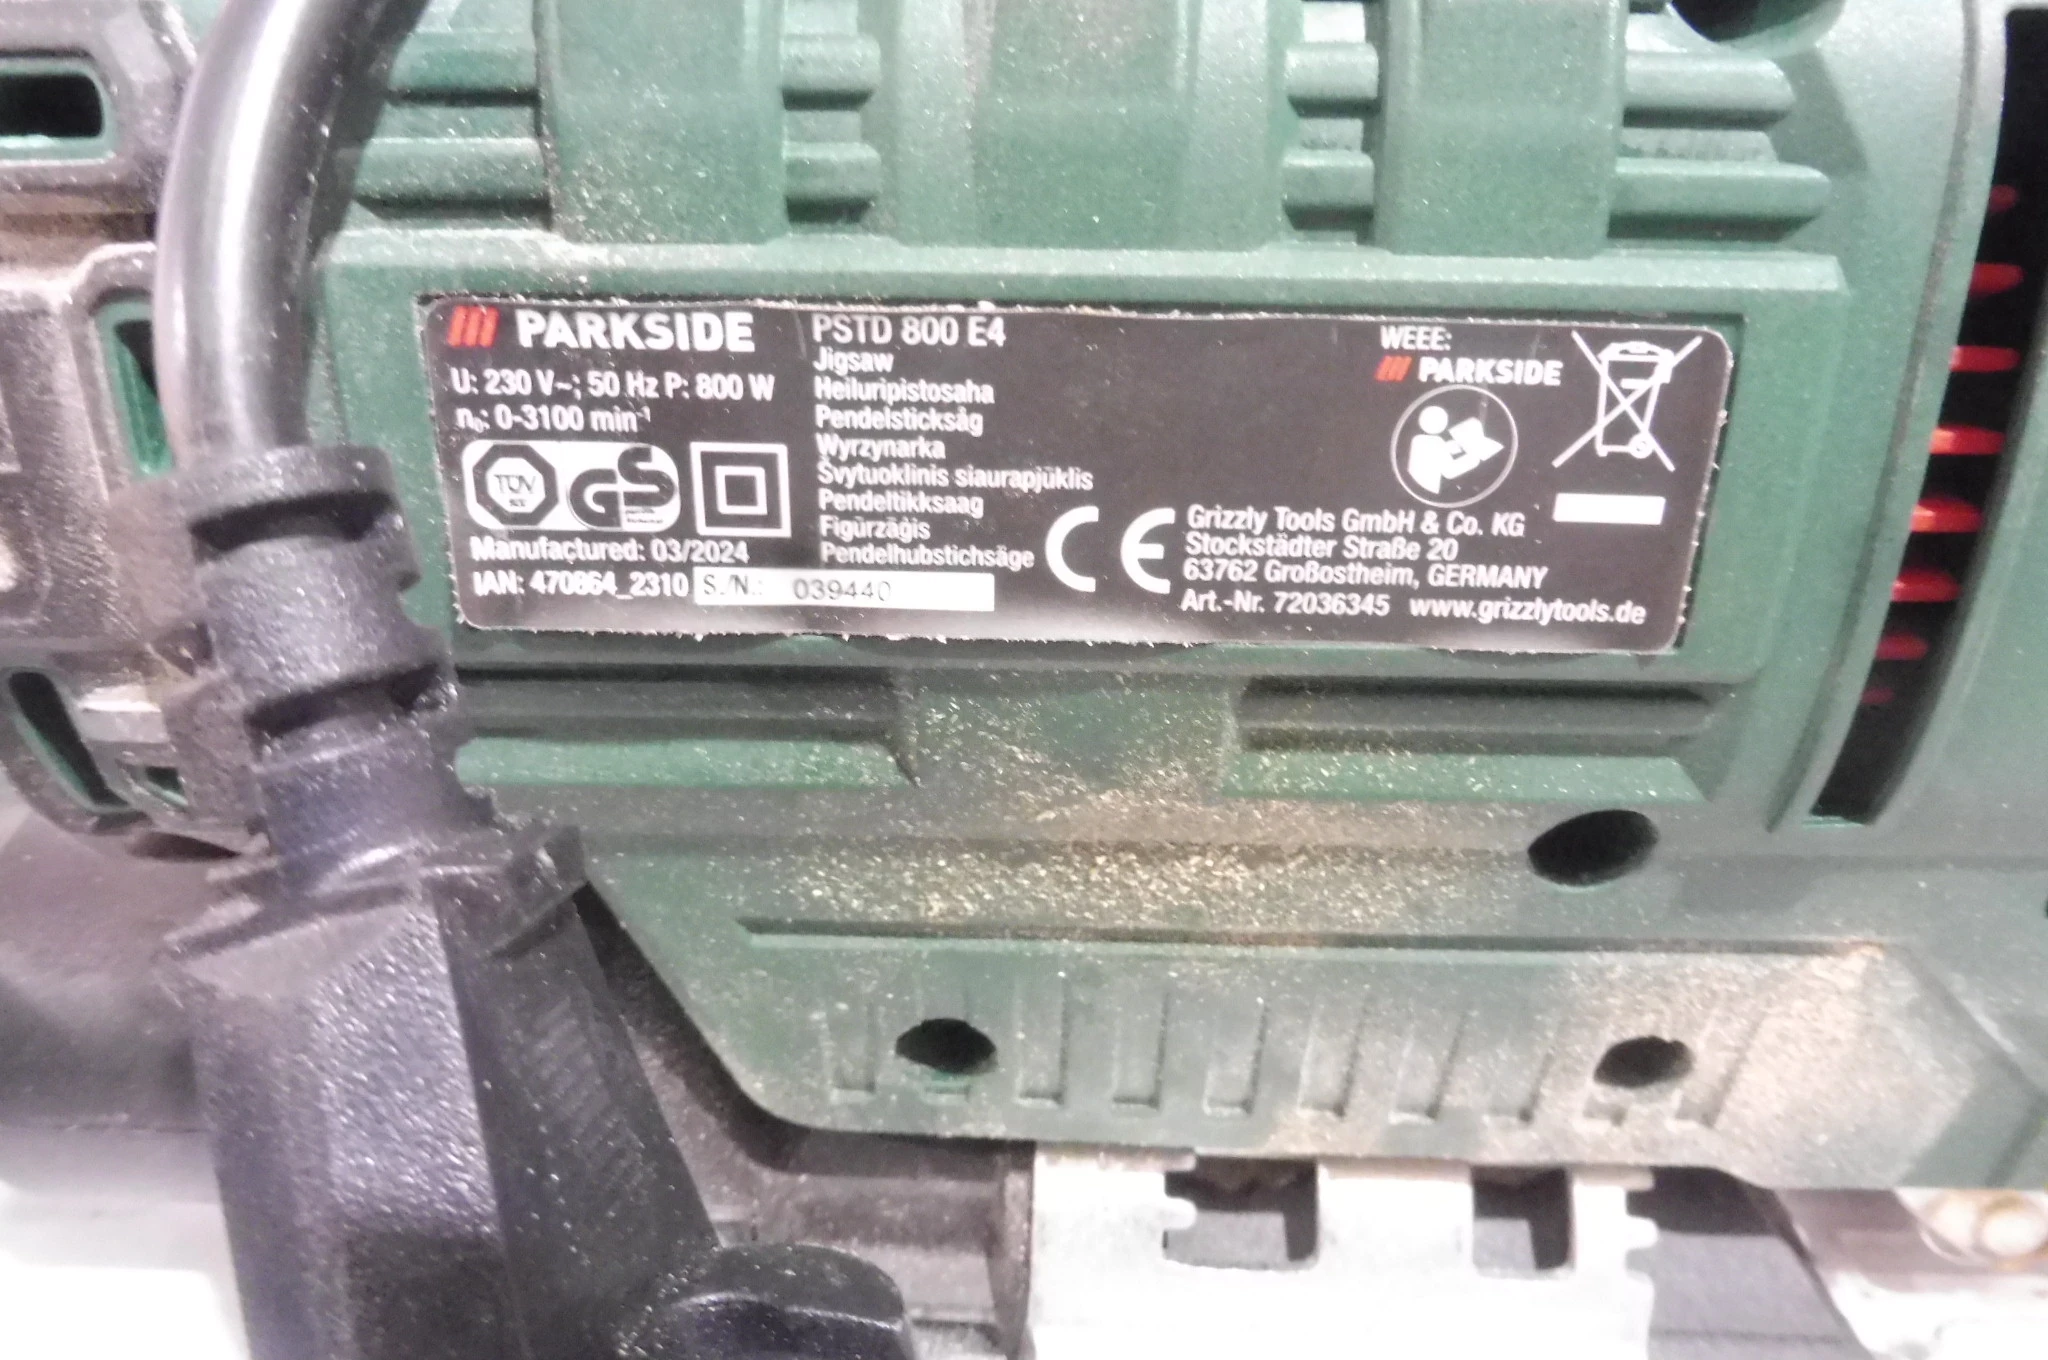 PARKSIDE
U: 230 V~; 50 Hz P: 800 W
n₀: 0-3100 min⁻¹
TÜV
GS
Manufactured: 03/2024
IAN: 470864_2310 S./N.: 039440
PSTD 800 E4
Jigsaw
Heiluripistosaha
Pendelsticksåg
Wyrzynarka
Švytuoklinis siaurapjūklis
Pendeltikksaag
Figūrzāģis
Pendelhubstichsäge
CE
WEEE:
PARKSIDE
Grizzly Tools GmbH & Co. KG
Stockstädter Straße 20
63762 Großostheim, GERMANY
Art.-Nr. 72036345 www.grizzlytools.de